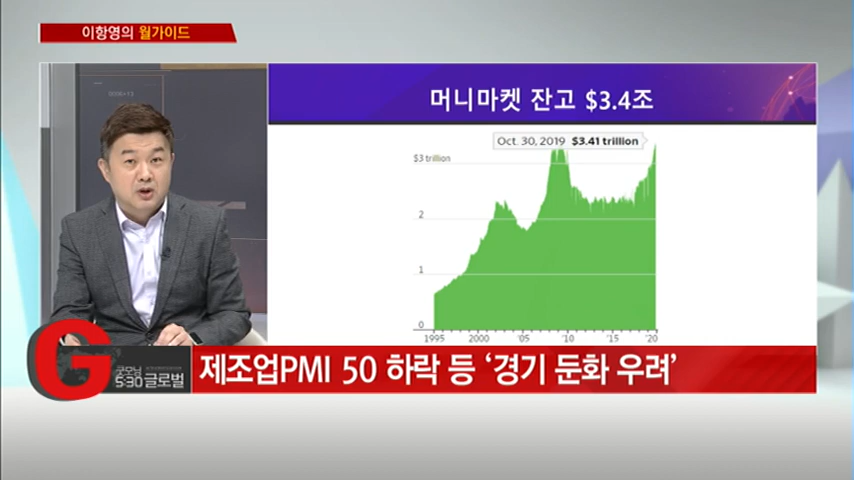 이항영의 월가이드
머니마켓 잔고 $3.4조
Oct. 30, 2019 $3.41 trillion
$3 trillion
2
1
0
1995
2000
'05
'10
'15
'20
G
굿모닝
5:30 글로벌
제조업PMI 50 하락 등 ‘경기 둔화 우려’